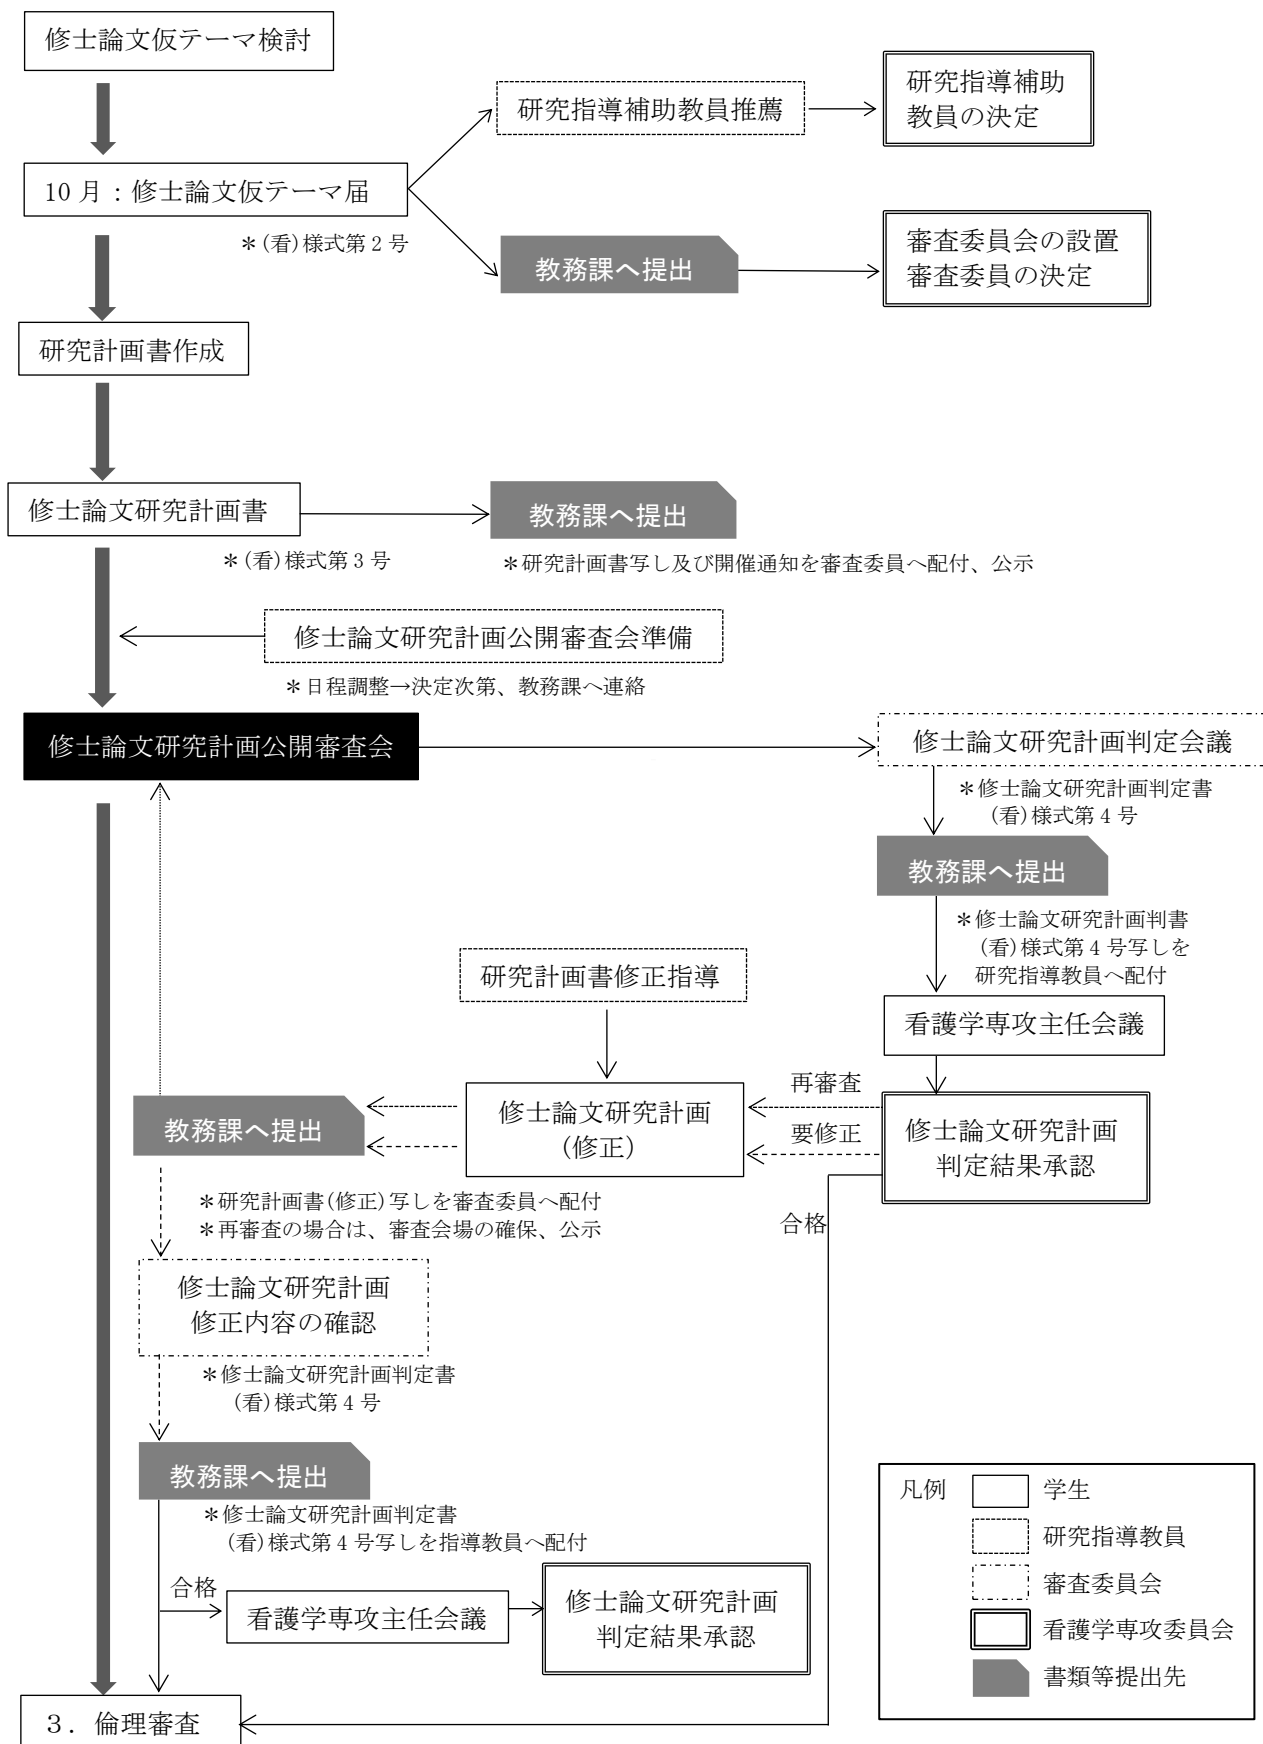 修士論文仮テーマ検討
研究指導補助教員推薦
研究指導補助
教員の決定
10月：修士論文仮テーマ届
＊(看)様式第2号
教務課へ提出
審査委員会の設置
審査委員の決定
研究計画書作成
修士論文研究計画書
教務課へ提出
＊(看)様式第3号
＊研究計画書写し及び開催通知を審査委員へ配付、公示
修士論文研究計画公開審査会準備
＊日程調整→決定次第、教務課へ連絡
修士論文研究計画公開審査会
修士論文研究計画判定会議
＊修士論文研究計画判定書
(看)様式第4号
教務課へ提出
＊修士論文研究計画判書
(看)様式第4号写しを
研究指導教員へ配付
研究計画書修正指導
看護学専攻主任会議
再審査
要修正
修士論文研究計画
(修正)
教務課へ提出
修士論文研究計画
判定結果承認
＊研究計画書(修正)写しを審査委員へ配付
＊再審査の場合は、審査会場の確保、公示
合格
修士論文研究計画
修正内容の確認
＊修士論文研究計画判定書
(看)様式第4号
教務課へ提出
＊修士論文研究計画判定書
(看)様式第4号写しを指導教員へ配付
合格
看護学専攻主任会議
修士論文研究計画
判定結果承認
3．倫理審査
凡例
学生
研究指導教員
審査委員会
看護学専攻委員会
書類等提出先